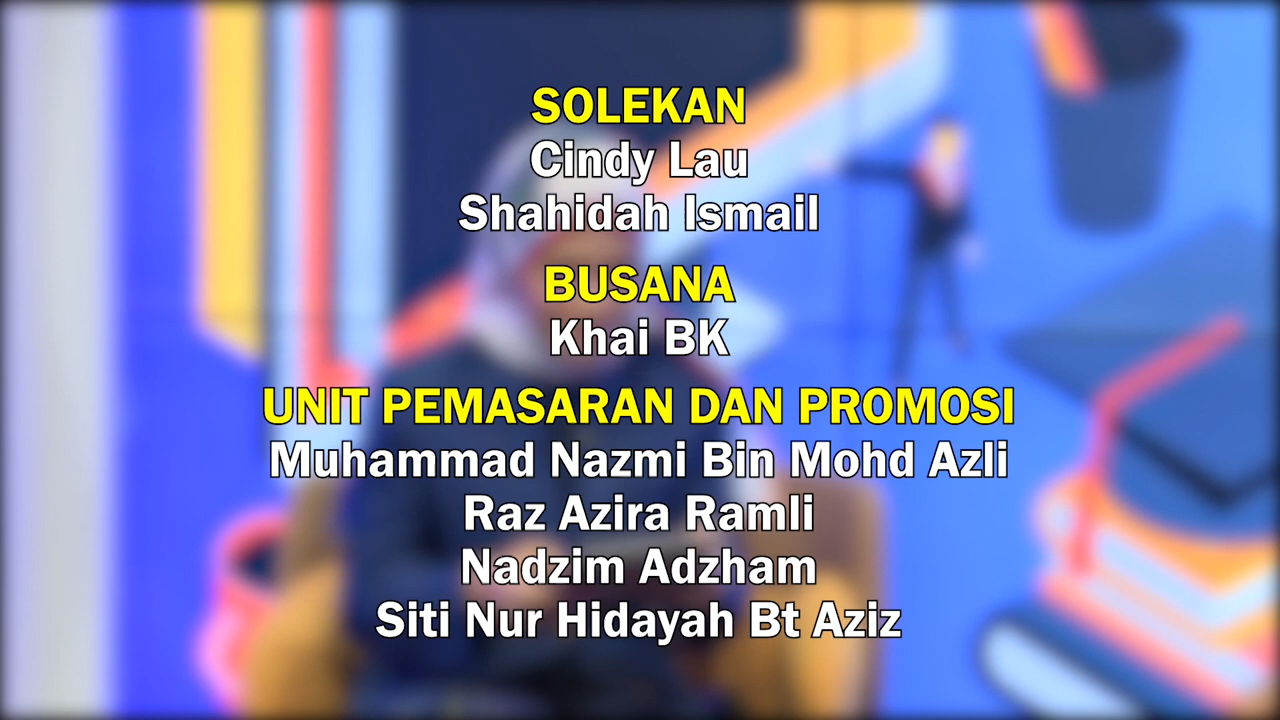 SOLEKAN
Cindy Lau
Shahidah Ismail
BUSANA
Khai BK
UNIT PEMASARAN DAN PROMOSI
Muhammad Nazmi Bin Mohd Azli
Raz Azira Ramli
Nadzim Adzham
Siti Nur Hidayah Bt Aziz